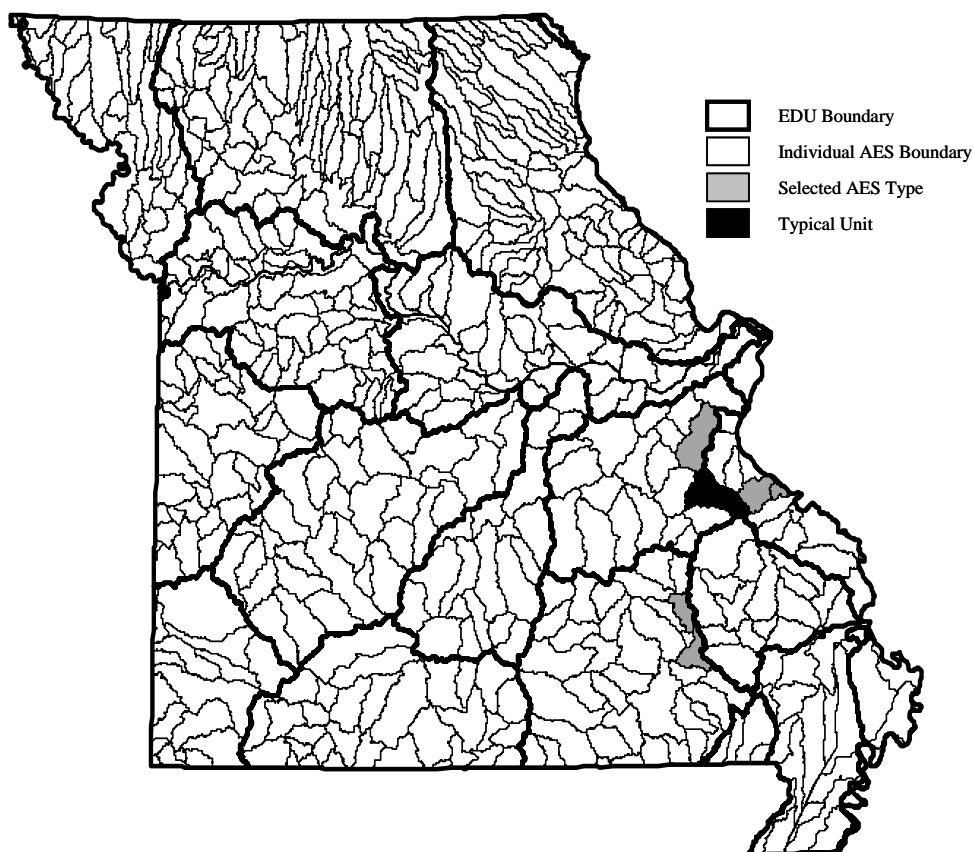 EDU Boundary
Individual AES Boundary
Selected AES Type
Typical Unit